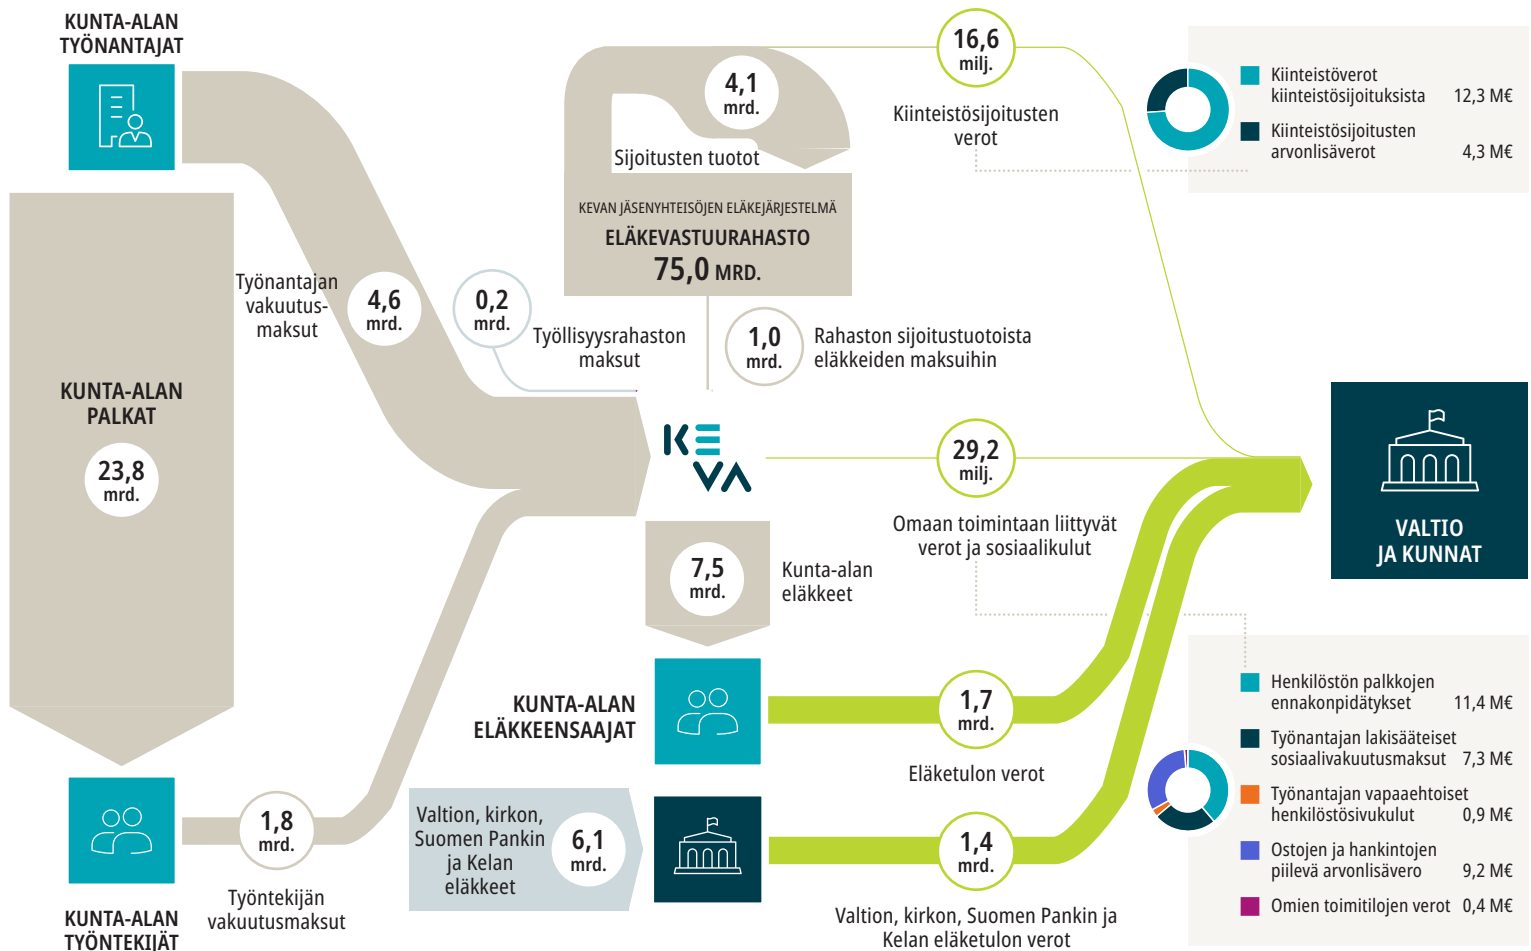 KUNTA-ALAN
TYÖNANTAJAT
KUNTA-ALAN
PALKAT
23,8
mrd.
KUNTA-ALAN
TYÖNTEKIJÄT
Työnantajan
vakuutus-
maksut
4,6
mrd.
0,2
mrd.
Työllisyysrahaston
maksut
1,8
mrd.
Työntekijän
vakuutusmaksut
4,1
mrd.
Sijoitusten tuotot
KEVAN JÄSENYHTEISÖJEN ELÄKEJÄRJESTELMÄ
ELÄKEVASTUURAHASTO
75,0 MRD.
1,0
mrd.
Rahaston sijoitustuotoista
eläkkeiden maksuihin
KE
VA
7,5
mrd.
Kunta-alan
eläkkeet
KUNTA-ALAN
ELÄKKEENSAAJAT
Valtion, kirkon,
Suomen Pankin
ja Kelan
eläkkeet
6,1
mrd.
16,6
milj.
Kiinteistösijoitusten
verot
29,2
milj.
Omaan toimintaan liittyvät
verot ja sosiaalikulut
1,7
mrd.
Eläketulon verot
1,4
mrd.
Valtion, kirkon, Suomen Pankin ja
Kelan eläketulon verot
Kiinteistöverot
kiinteistösijoituksista 12,3 M€
Kiinteistösijoitusten
arvonlisäverot 4,3 M€
VALTIO
JA KUNNAT
Henkilöstön palkkojen
ennakonpidätykset 11,4 M€
Työnantajan lakisääteiset
sosiaalivakuutusmaksut 7,3 M€
Työnantajan vapaaehtoiset
henkilöstösivukulut 0,9 M€
Ostojen ja hankintojen
piilevä arvonlisävero 9,2 M€
Omien toimitilojen verot 0,4 M€